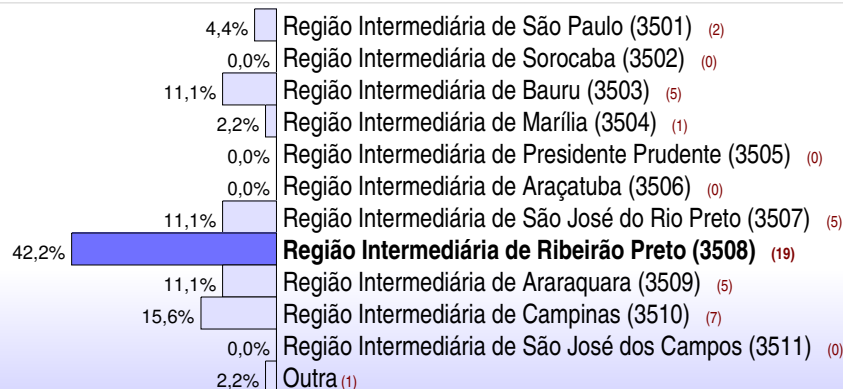 4,4% Região Intermediária de São Paulo (3501) (2)
0,0% Região Intermediária de Sorocaba (3502) (0)
11,1% Região Intermediária de Bauru (3503) (5)
2,2% Região Intermediária de Marília (3504) (1)
0,0% Região Intermediária de Presidente Prudente (3505) (0)
0,0% Região Intermediária de Araçatuba (3506) (0)
11,1% Região Intermediária de São José do Rio Preto (3507) (5)
42,2% Região Intermediária de Ribeirão Preto (3508) (19)
11,1% Região Intermediária de Araraquara (3509) (5)
15,6% Região Intermediária de Campinas (3510) (7)
0,0% Região Intermediária de São José dos Campos (3511) (0)
2,2% Outra (1)